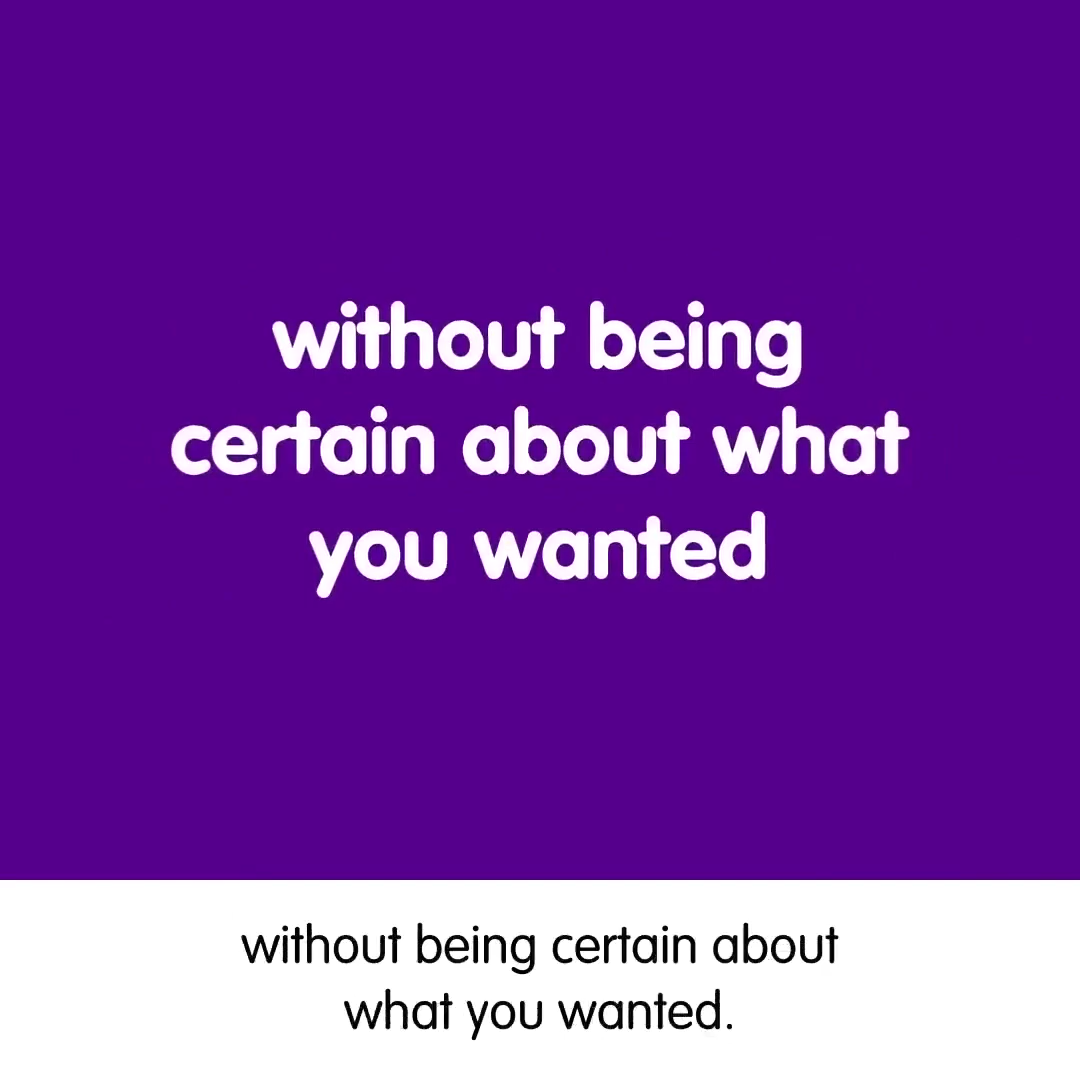 without being
certain about what
you wanted
without being certain about
what you wanted.